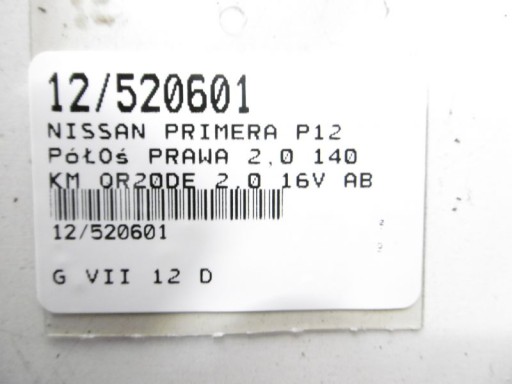 12/520601
NISSAN PRIMERA P12
PÓŁOś PRAWA 2,0 140
KM QR20DE 2.0 16V AB
12/520601
G VII 12 D